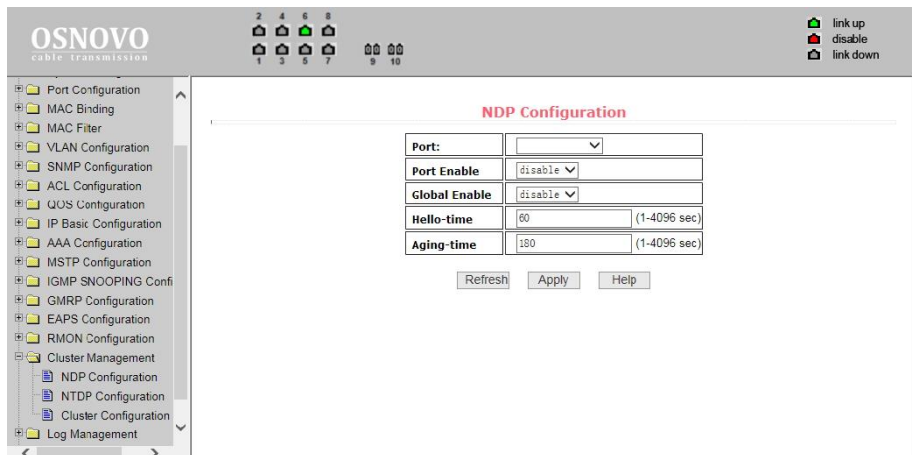 OSNOVO
cable transmission
2 4 6 8
1 3 5 7 9 10
link up
disable
link down
Port Configuration
MAC Binding
MAC Filter
VLAN Configuration
SNMP Configuration
ACL Configuration
QOS Configuration
IP Basic Configuration
AAA Configuration
MSTP Configuration
IGMP SNOOPING Confi
GMRP Configuration
EAPS Configuration
RMON Configuration
Cluster Management
NDP Configuration
NTDP Configuration
Cluster Configuration
Log Management
NDP Configuration
Port:
Port Enable disable
Global Enable disable
Hello-time 60 (1-4096 sec)
Aging-time 180 (1-4096 sec)
Refresh Apply Help